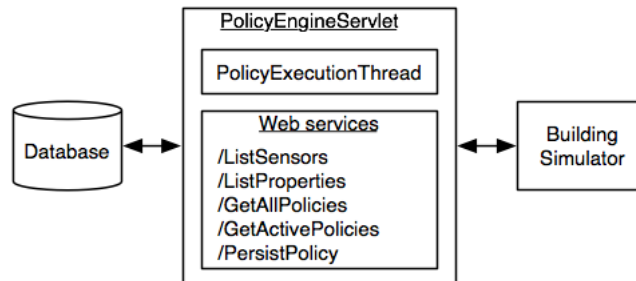 PolicyEngineServlet
PolicyExecutionThread
Web services
/ListSensors
/ListProperties
/GetAllPolicies
/GetActivePolicies
/PersistPolicy
Database
Building
Simulator